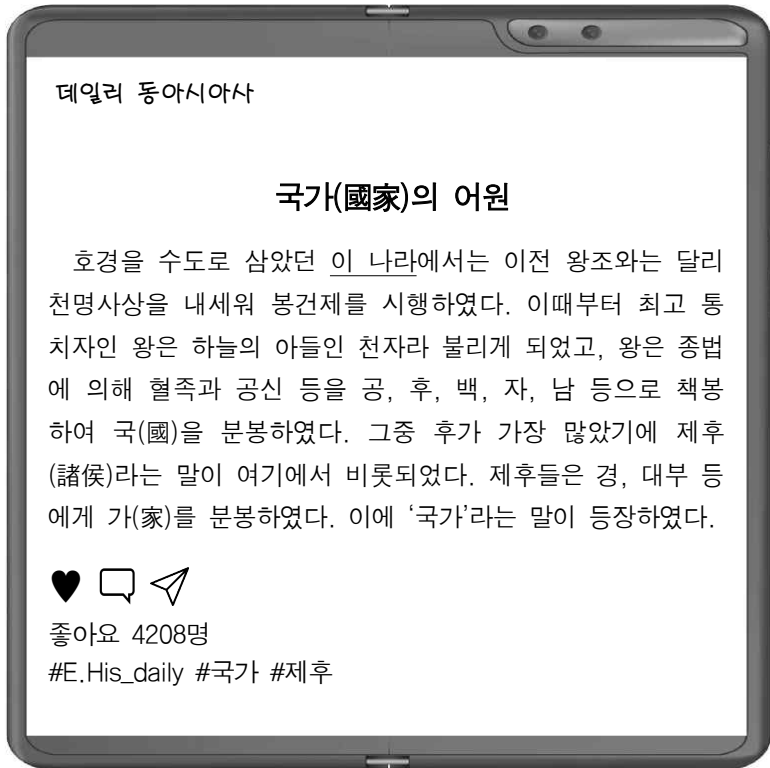 데일리 동아시아사
국가(國家)의 어원
호경을 수도로 삼았던 이 나라에서는 이전 왕조와는 달리
천명사상을 내세워 봉건제를 시행하였다. 이때부터 최고 통
치자인 왕은 하늘의 아들인 천자라 불리게 되었고, 왕은 종법
에 의해 혈족과 공신 등을 공, 후, 백, 자, 남 등으로 책봉
하여 국(國)을 분봉하였다. 그중 후가 가장 많았기에 제후
(諸侯)라는 말이 여기에서 비롯되었다. 제후들은 경, 대부 등
에게 가(家)를 분봉하였다. 이에 ‘국가’라는 말이 등장하였다.
좋아요 4208명
#E.His_daily #국가 #제후